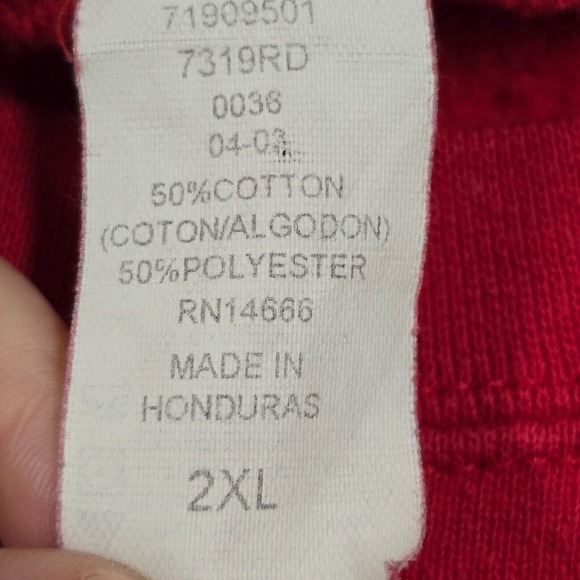 71909501
7319RD
0036
04-03
50%COTTON
(COTON/ALGODON)
50%POLYESTER
RN14666
MADE IN
HONDURAS
2XL